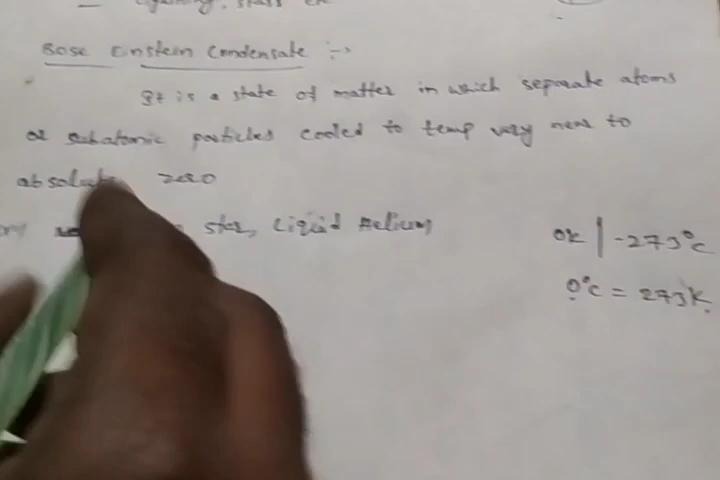 Bose Einstein Condensate :->
It is a state of matter in which separate atoms
or subatomic particles cooled to temp very near to
absolute zero
star, Liquid Helium
0K | -273°C
0°C = 273K